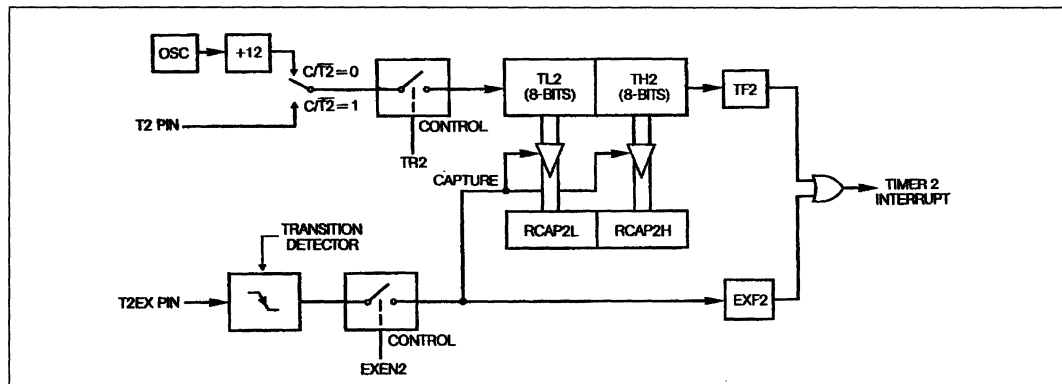 OSC
+12
C/T2 = 0
C/T2 = 1
T2 PIN
CONTROL
TR2
TL2
(8-BITS)
TH2
(8-BITS)
TF2
CAPTURE
RCAP2L
RCAP2H
TIMER 2
INTERRUPT
TRANSITION
DETECTOR
T2EX PIN
CONTROL
EXEN2
EXF2